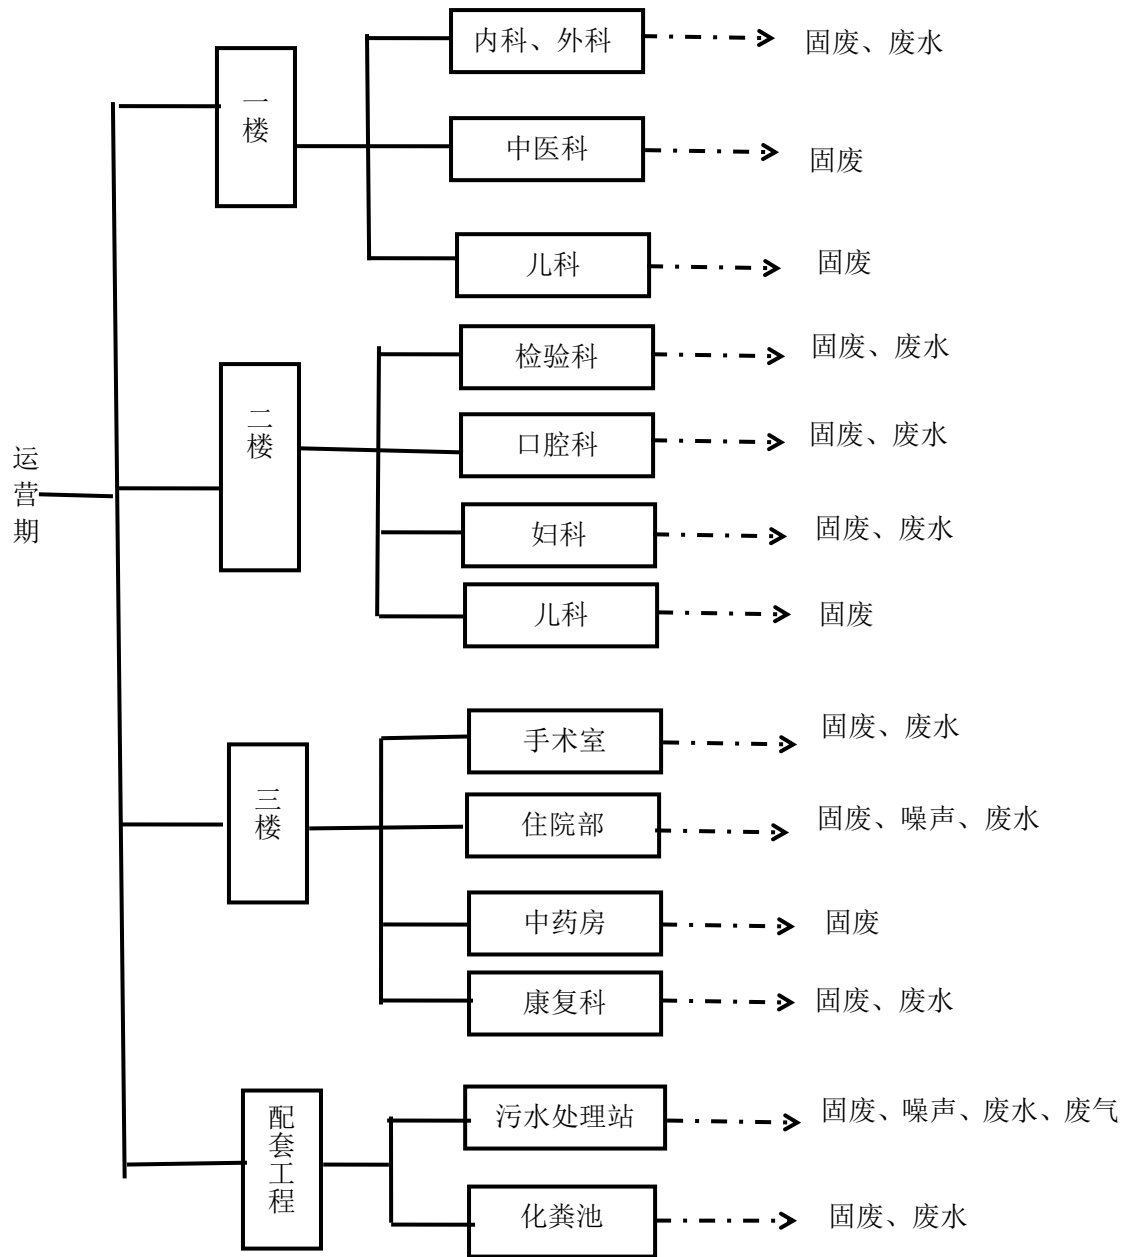 运营期
一楼
内科、外科
固废、废水
中医科
固废
儿科
固废
二楼
检验科
固废、废水
口腔科
固废、废水
妇科
固废、废水
儿科
固废
三楼
手术室
固废、废水
住院部
固废、噪声、废水
中药房
固废
康复科
固废、废水
配套工程
污水处理站
固废、噪声、废水、废气
化粪池
固废、废水